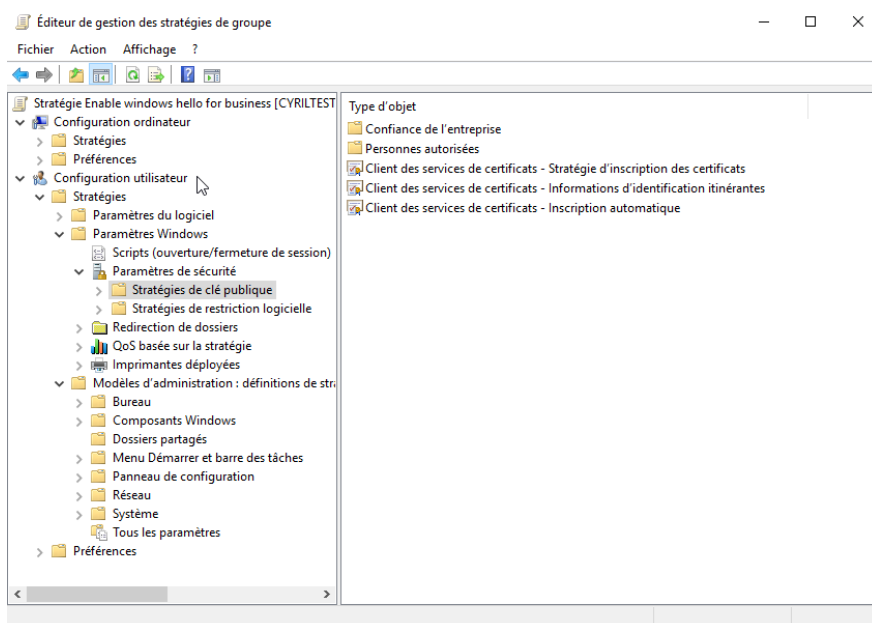 Éditeur de gestion des stratégies de groupe
Fichier Action Affichage ?
Stratégie Enable windows hello for business [CYRILTEST
Configuration ordinateur
Stratégies
Préférences
Configuration utilisateur
Stratégies
Paramètres du logiciel
Paramètres Windows
Scripts (ouverture/fermeture de session)
Paramètres de sécurité
Stratégies de clé publique
Stratégies de restriction logicielle
Redirection de dossiers
QoS basée sur la stratégie
Imprimantes déployées
Modèles d'administration : définitions de stra
Bureau
Composants Windows
Dossiers partagés
Menu Démarrer et barre des tâches
Panneau de configuration
Réseau
Système
Tous les paramètres
Préférences
Type d'objet
Confiance de l'entreprise
Personnes autorisées
Client des services de certificats - Stratégie d'inscription des certificats
Client des services de certificats - Informations d'identification itinérantes
Client des services de certificats - Inscription automatique